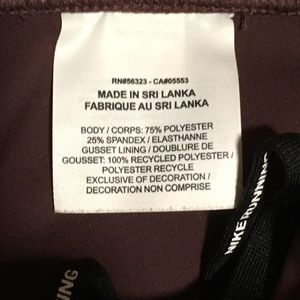 RN#56323 - CA#05553
MADE IN SRI LANKA
FABRIQUE AU SRI LANKA
BODY / CORPS: 75% POLYESTER
25% SPANDEX / ELASTHANNE
GUSSET LINING / DOUBLURE DE
GOUSSET: 100% RECYCLED POLYESTER /
POLYESTER RECYCLE
EXCLUSIVE OF DECORATION /
DECORATION NON COMPRISE
NIKE RUNNING
NING